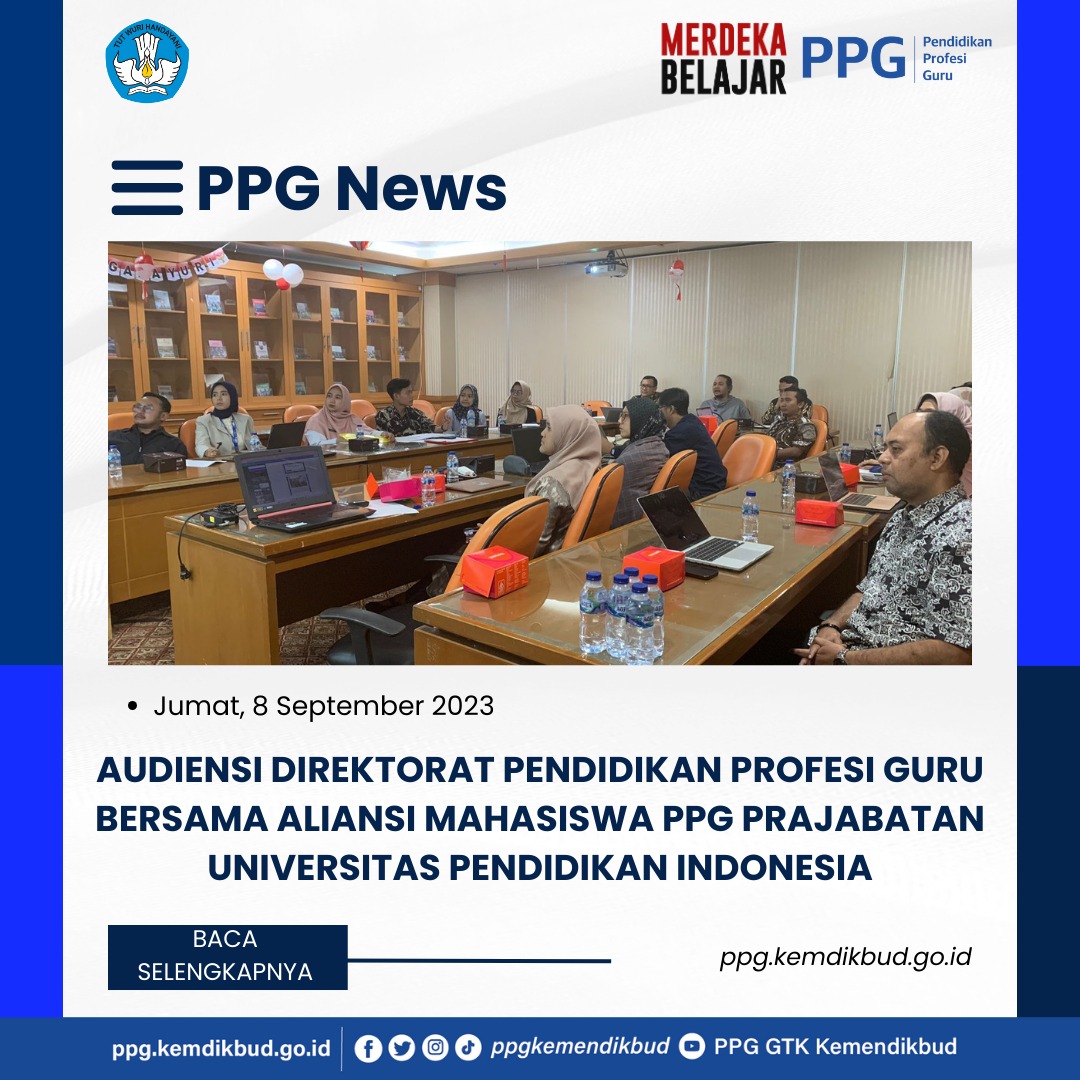 TUT WURI HANDAYANI
MERDEKA
BELAJAR
PPG
Pendidikan
Profesi
Guru
PPG News
Jumat, 8 September 2023
AUDIENSI DIREKTORAT PENDIDIKAN PROFESI GURU
BERSAMA ALIANSI MAHASISWA PPG PRAJABATAN
UNIVERSITAS PENDIDIKAN INDONESIA
BACA
SELENGKAPNYA
ppg.kemdikbud.go.id
ppg.kemdikbud.go.id
ppgkemendikbud
PPG GTK Kemendikbud